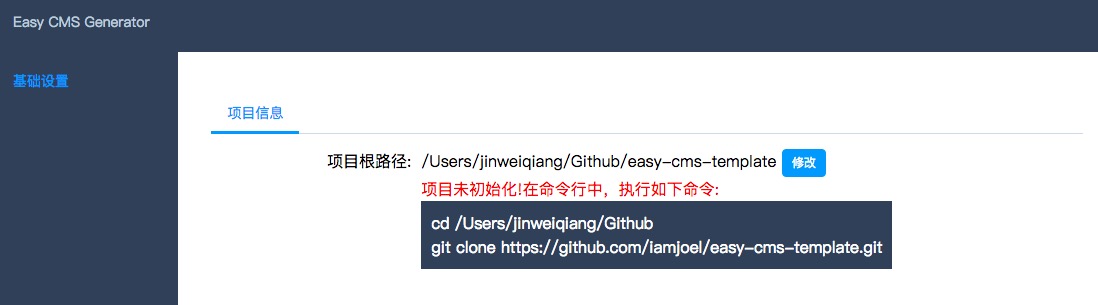 Easy CMS Generator
基础设置
项目信息
项目根路径: /Users/jinweiqiang/Github/easy-cms-template 修改
项目未初始化!在命令行中，执行如下命令:
cd /Users/jinweiqiang/Github
git clone https://github.com/iamjoel/easy-cms-template.git